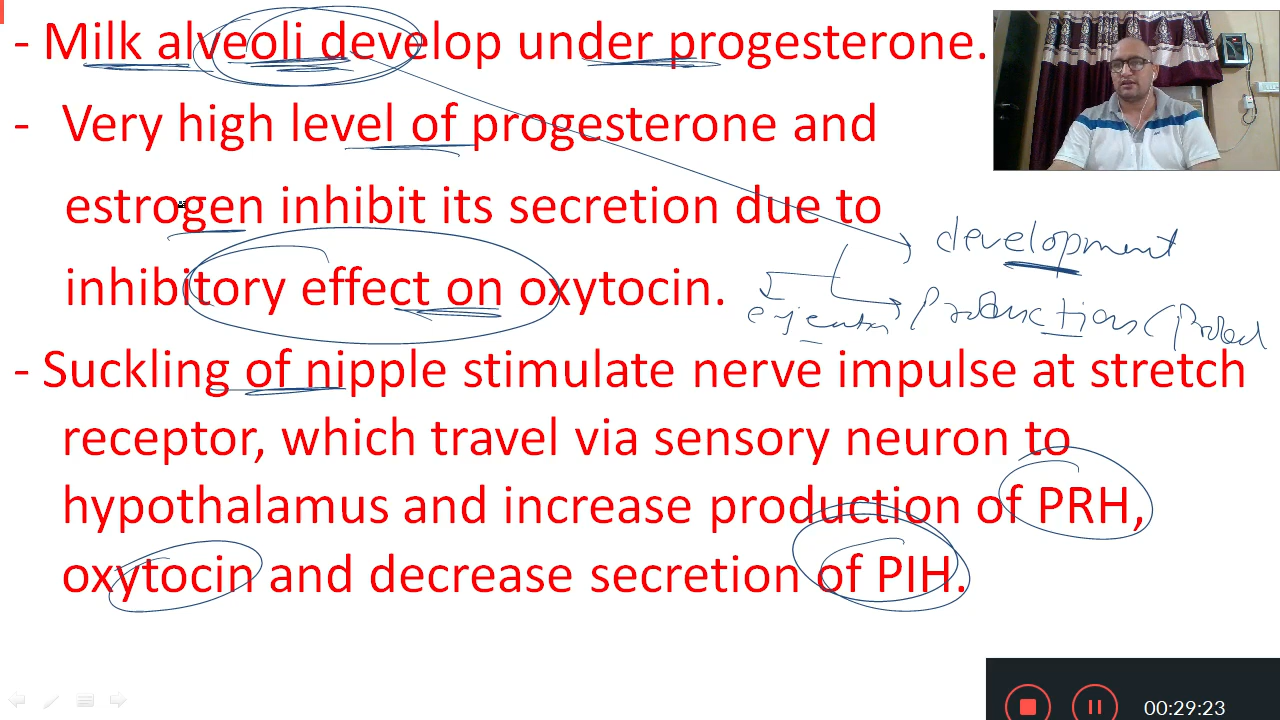 - Milk alveoli develop under progesterone.
- Very high level of progesterone and
estrogen inhibit its secretion due to
inhibitory effect on oxytocin.
- Suckling of nipple stimulate nerve impulse at stretch
receptor, which travel via sensory neuron to
hypothalamus and increase production of PRH,
oxytocin and decrease secretion of PIH.
development
00:29:23